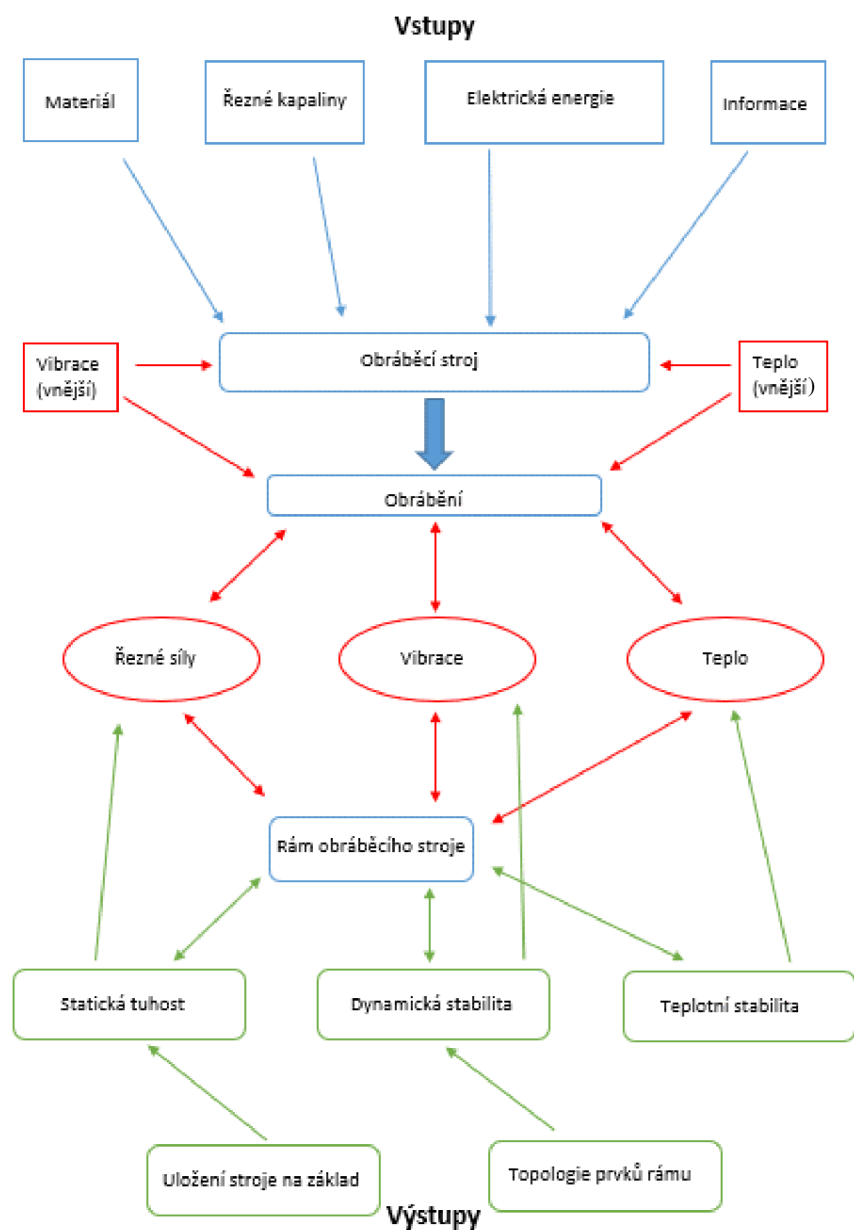 Vstupy
Materiál
Řezné kapaliny
Elektrická energie
Informace
Vibrace
(vnější)
Obráběcí stroj
Teplo
(vnější)
Obrábění
Řezné síly
Vibrace
Teplo
Rám obráběcího stroje
Statická tuhost
Dynamická stabilita
Teplotní stabilita
Uložení stroje na základ
Topologie prvků rámu
Výstupy